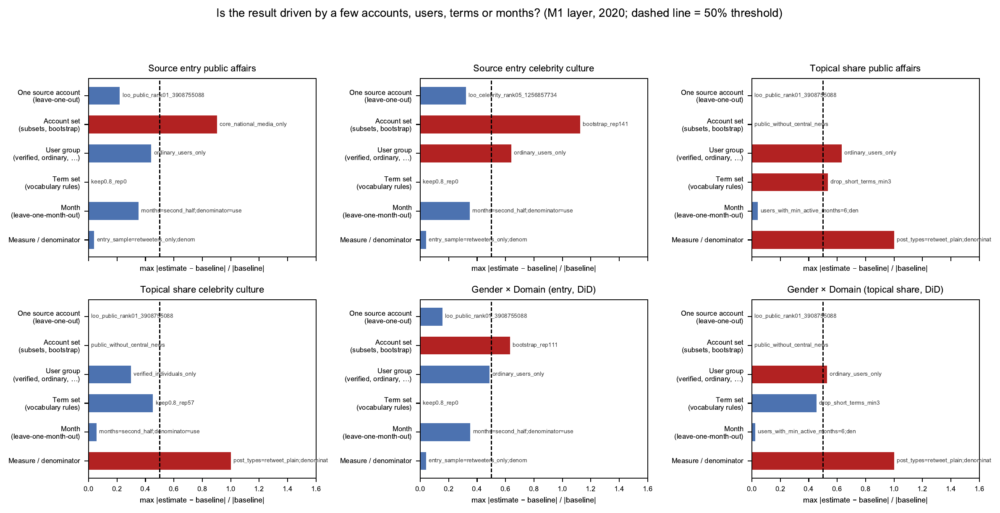 Is the result driven by a few accounts, users, terms or months? (M1 layer, 2020; dashed line = 50% threshold)
Source entry public affairs
One source account
(leave-one-out)
loo_public_rank01_3908755088
Account set
(subsets, bootstrap)
core_national_media_only
User group
(verified, ordinary, …)
ordinary_users_only
Term set
(vocabulary rules)
keep0.8_rep0
Month
(leave-one-month-out)
months=second_half;denominator=use
Measure / denominator
entry_sample=retweeters_only;denom
max |estimate − baseline| / |baseline|
Source entry celebrity culture
One source account
(leave-one-out)
loo_celebrity_rank05_1256857734
Account set
(subsets, bootstrap)
bootstrap_rep141
User group
(verified, ordinary, …)
ordinary_users_only
Term set
(vocabulary rules)
keep0.8_rep0
Month
(leave-one-month-out)
months=second_half;denominator=use
Measure / denominator
entry_sample=retweeters_only;denom
max |estimate − baseline| / |baseline|
Topical share public affairs
One source account
(leave-one-out)
loo_public_rank01_3908755088
Account set
(subsets, bootstrap)
public_without_central_news
User group
(verified, ordinary, …)
ordinary_users_only
Term set
(vocabulary rules)
drop_short_terms_min3
Month
(leave-one-month-out)
users_with_min_active_months=6;den
Measure / denominator
post_types=retweet_plain;denominat
max |estimate − baseline| / |baseline|
Topical share celebrity culture
One source account
(leave-one-out)
loo_public_rank01_3908755088
Account set
(subsets, bootstrap)
public_without_central_news
User group
(verified, ordinary, …)
verified_individuals_only
Term set
(vocabulary rules)
keep0.8_rep57
Month
(leave-one-month-out)
months=second_half;denominator=use
Measure / denominator
post_types=retweet_plain;denominat
0.0 0.2 0.4 0.6 0.8 1.0 1.2 1.4 1.6
max |estimate − baseline| / |baseline|
Gender × Domain (entry, DiD)
One source account
(leave-one-out)
loo_public_rank01_3908755088
Account set
(subsets, bootstrap)
bootstrap_rep111
User group
(verified, ordinary, …)
ordinary_users_only
Term set
(vocabulary rules)
keep0.8_rep0
Month
(leave-one-month-out)
months=second_half;denominator=use
Measure / denominator
entry_sample=retweeters_only;denom
0.0 0.2 0.4 0.6 0.8 1.0 1.2 1.4 1.6
max |estimate − baseline| / |baseline|
Gender × Domain (topical share, DiD)
One source account
(leave-one-out)
loo_public_rank01_3908755088
Account set
(subsets, bootstrap)
public_without_central_news
User group
(verified, ordinary, …)
ordinary_users_only
Term set
(vocabulary rules)
drop_short_terms_min3
Month
(leave-one-month-out)
users_with_min_active_months=6;den
Measure / denominator
post_types=retweet_plain;denominat
0.0 0.2 0.4 0.6 0.8 1.0 1.2 1.4 1.6
max |estimate − baseline| / |baseline|